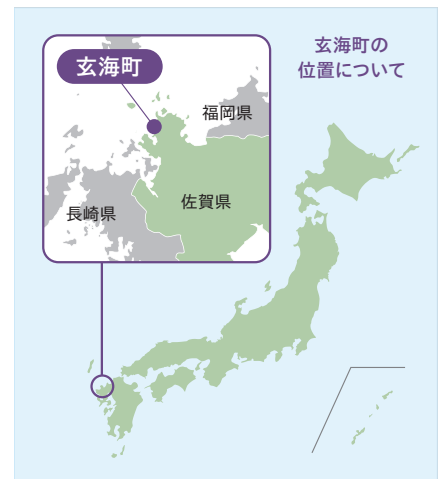 玄海町の
位置について
玄海町
福岡県
佐賀県
長崎県